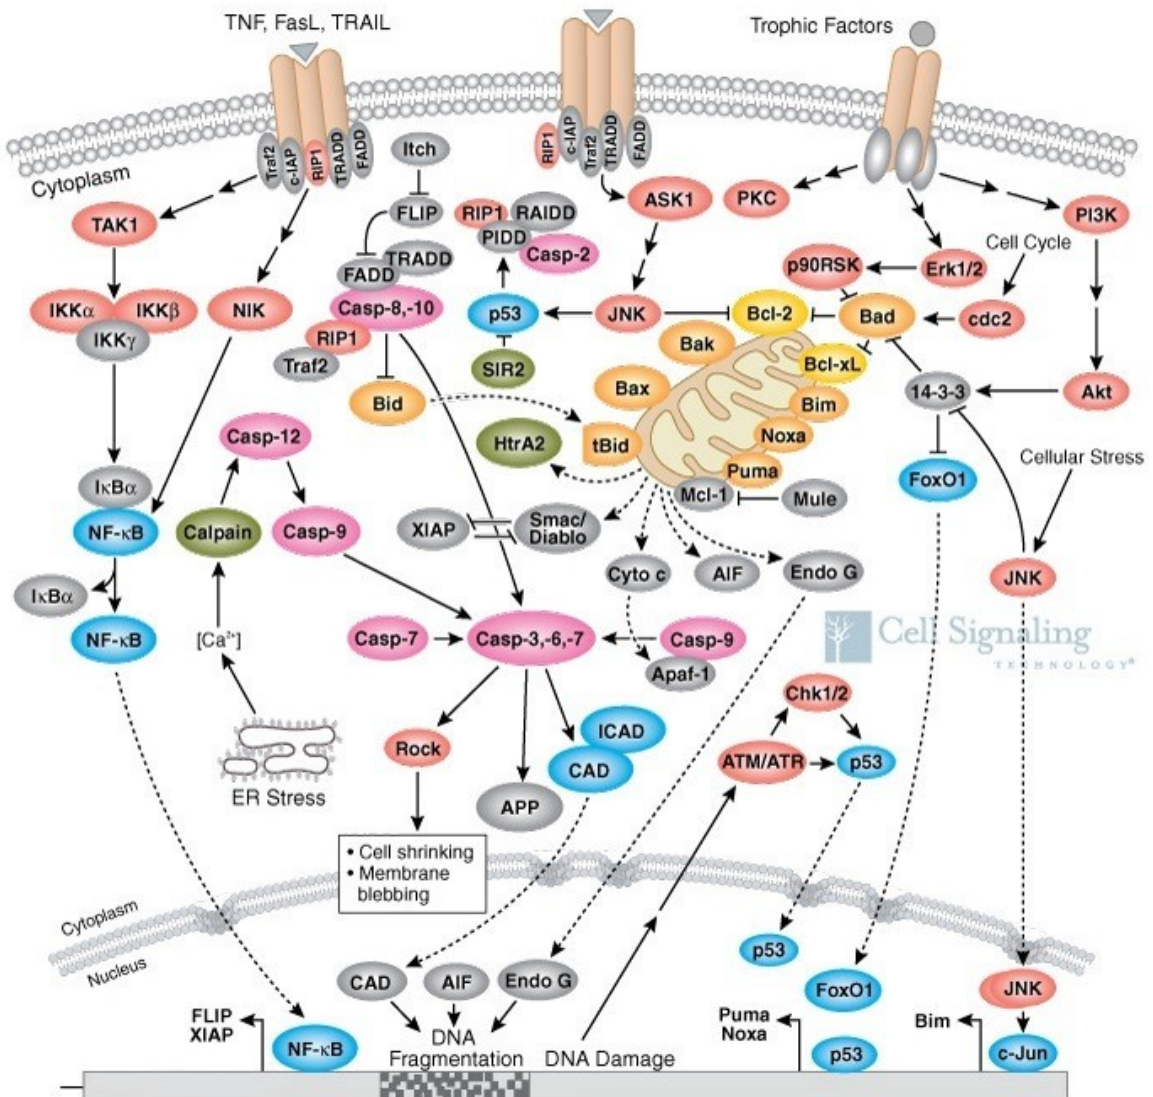 TNF, FasL, TRAIL
Trophic Factors
Cytoplasm
Traf2
c-IAP
RIP1
TRADD
FADD
RIP1
c-IAP
Traf2
TRADD
FADD
Itch
FLIP
TAK1
RIP1
RAIDD
PIDD
Casp-2
ASK1
PKC
PI3K
Cell Cycle
TRADD
FADD
p90RSK
Erk1/2
IKKα
IKKβ
IKKγ
NIK
Casp-8,-10
p53
JNK
Bcl-2
Bad
cdc2
RIP1
Traf2
SIR2
Bak
Bcl-xL
Bid
Bax
Bim
14-3-3
Akt
Casp-12
HtrA2
tBid
Noxa
Puma
Cellular Stress
IκBα
Mcl-1
Mule
FoxO1
NF-κB
Calpain
Casp-9
XIAP
Smac/
Diablo
Cyto c
AIF
Endo G
JNK
IκBα
NF-κB
[Ca²⁺]
Casp-7
Casp-3,-6,-7
Casp-9
Apaf-1
Cell Signaling
TECHNOLOGY®
Chk1/2
Rock
ICAD
CAD
ATM/ATR
p53
ER Stress
APP
• Cell shrinking
• Membrane
blebbing
Cytoplasm
Nucleus
p53
CAD
AIF
Endo G
FoxO1
JNK
FLIP
XIAP
NF-κB
DNA
Fragmentation
DNA Damage
Puma
Noxa
p53
Bim
c-Jun